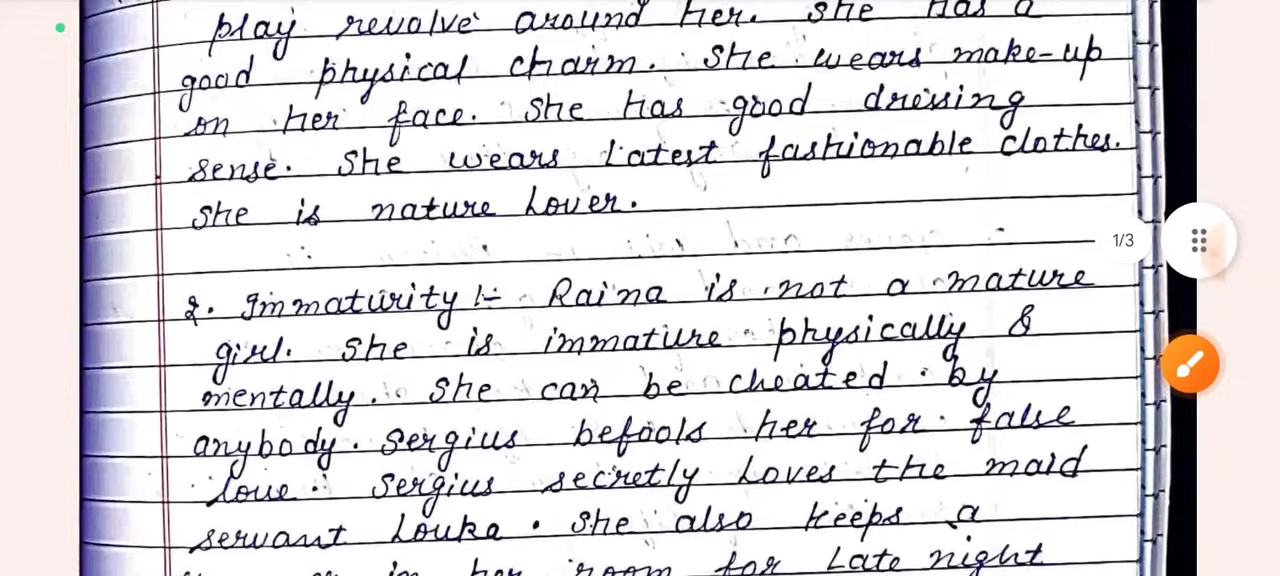 play revolve around her. She has a
good physical charm. She wears make-up
on her face. She has good dressing
sense. She wears Latest fashionable clothes.
She is nature Lover.
1/3
2. Immaturity :- Raina is not a mature
girl. She is immature physically &
mentally. She can be cheated by
anybody. Sergius befools her for false
love. Sergius secretly Loves the maid
servant Louka. She also keeps a
in her room for Late night